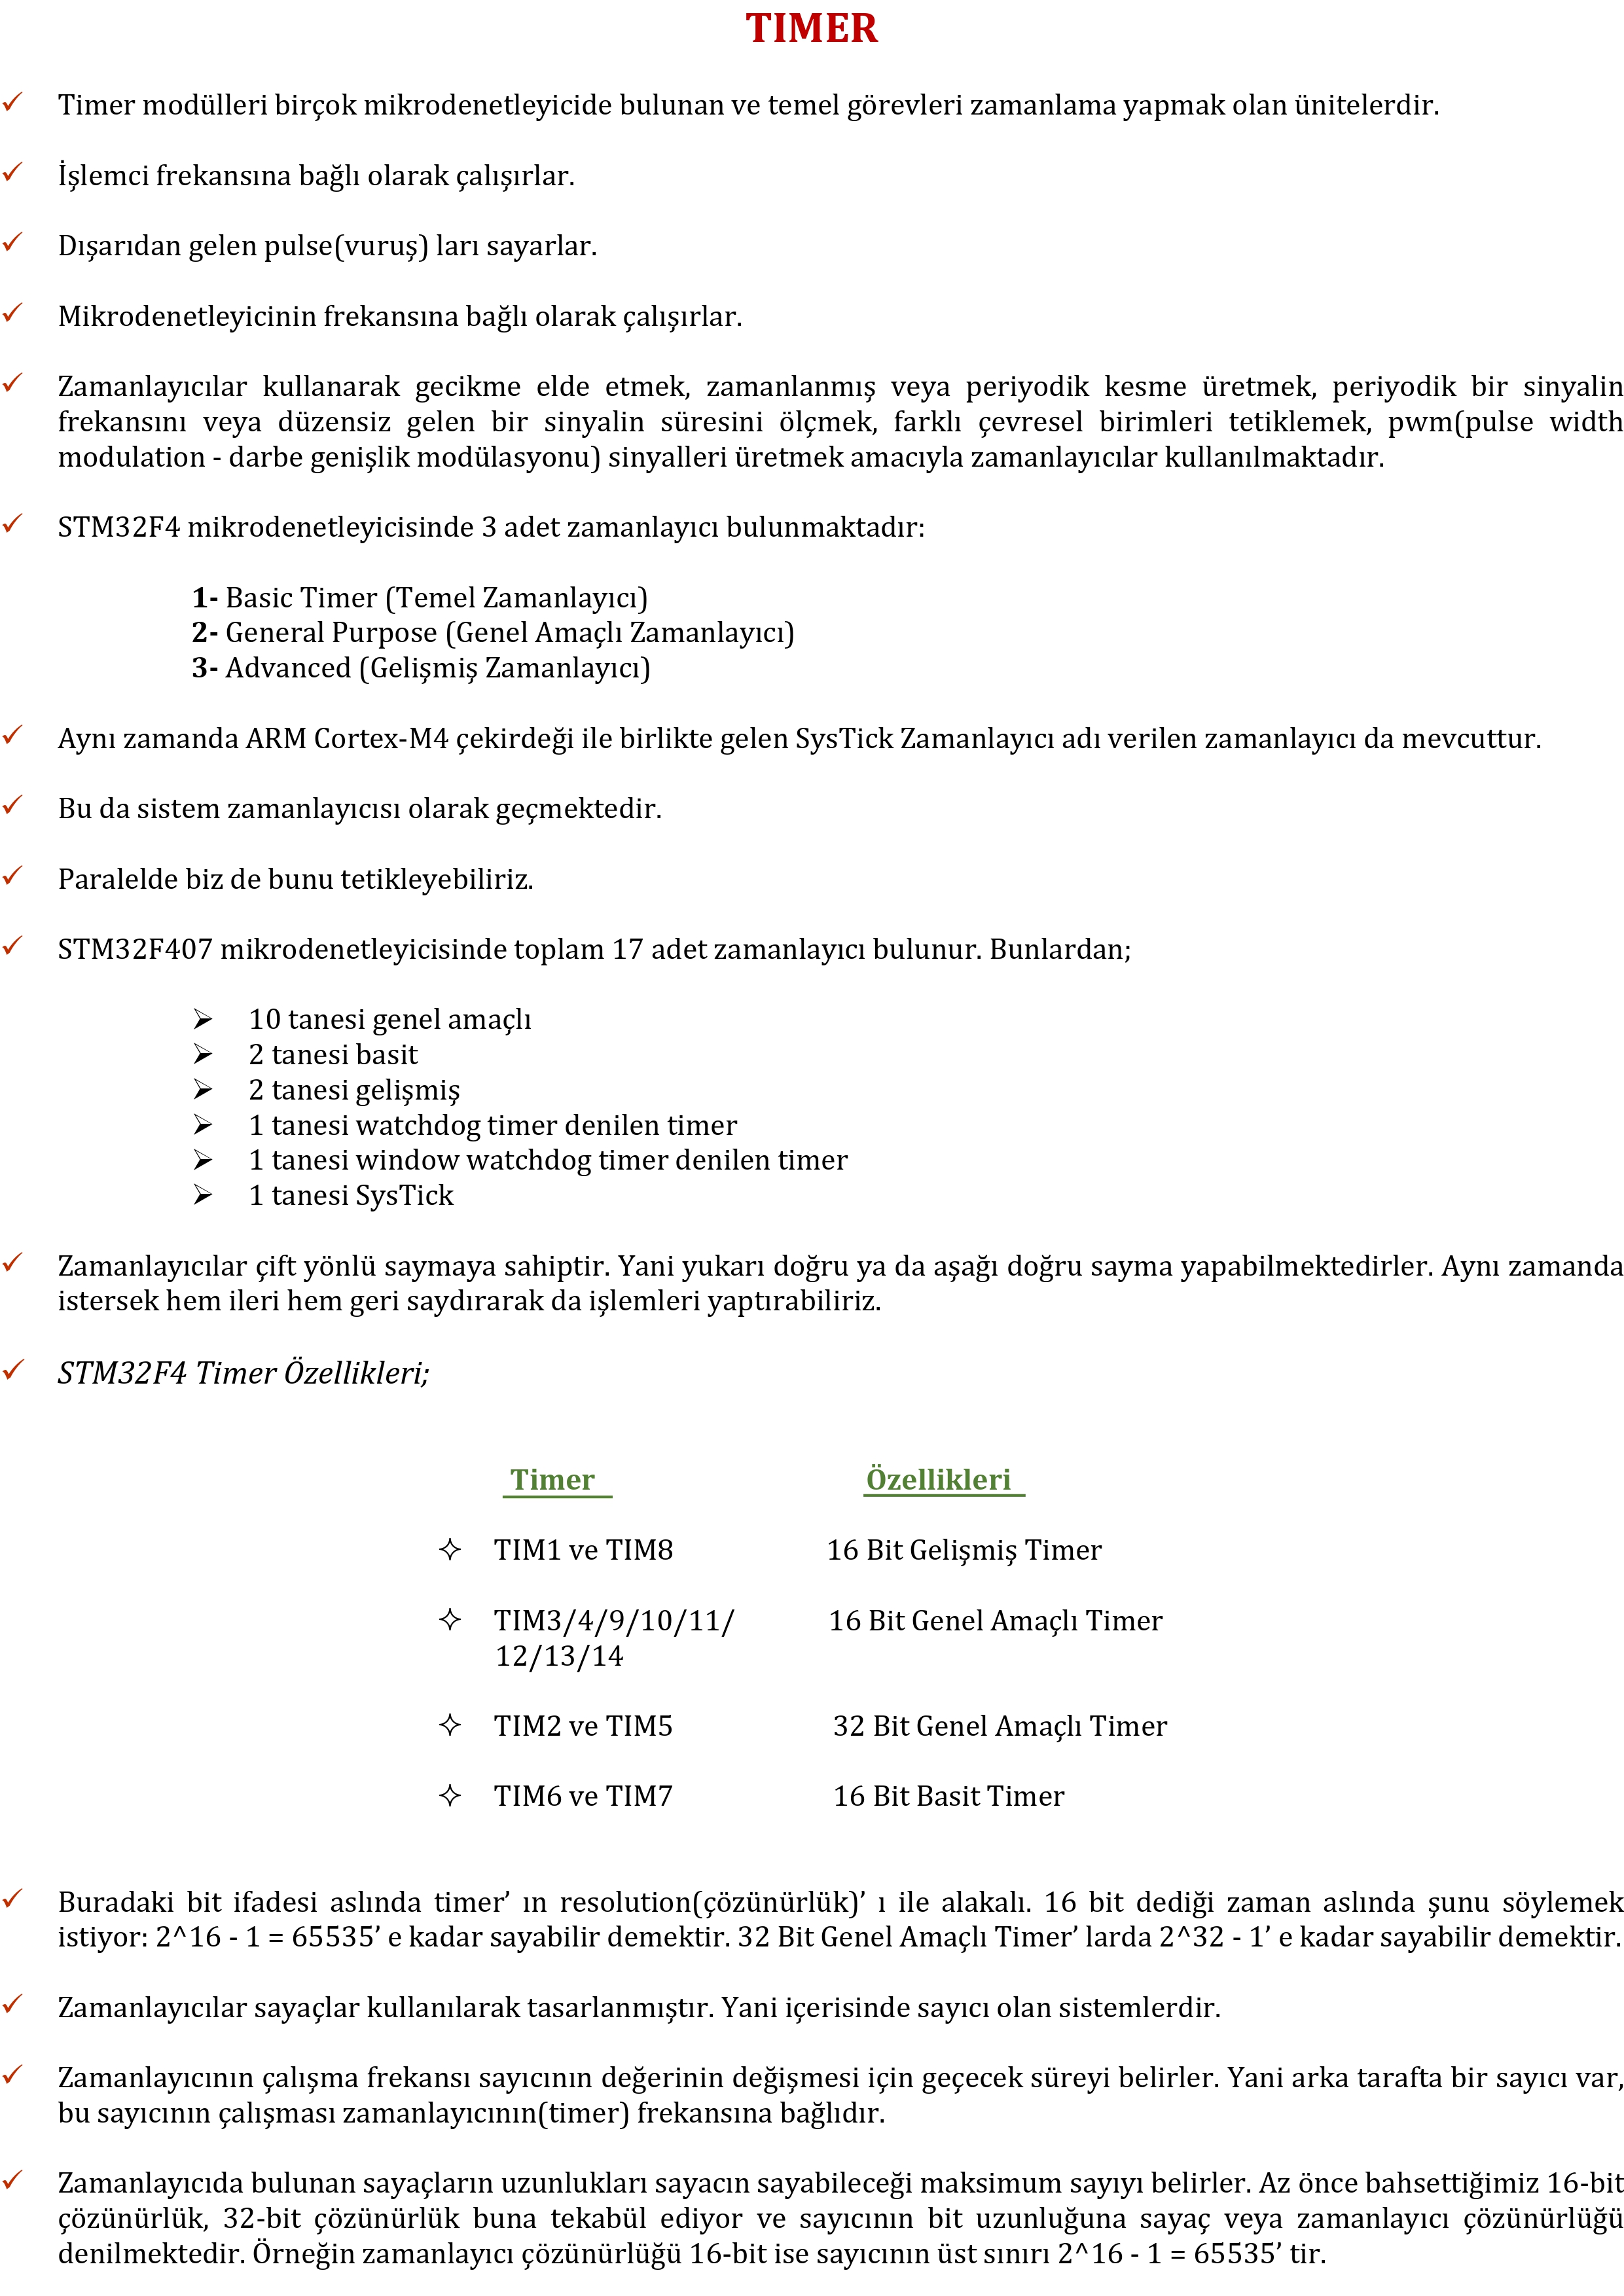 TIMER
Timer modülleri birçok mikrodenetleyicide bulunan ve temel görevleri zamanlama yapmak olan ünitelerdir.
İşlemci frekansına bağlı olarak çalışırlar.
Dışarıdan gelen pulse(vuruş) ları sayarlar.
Mikrodenetleyicinin frekansına bağlı olarak çalışırlar.
Zamanlayıcılar kullanarak gecikme elde etmek, zamanlanmış veya periyodik kesme üretmek, periyodik bir sinyalin
frekansını veya düzensiz gelen bir sinyalin süresini ölçmek, farklı çevresel birimleri tetiklemek, pwm(pulse width
modulation - darbe genişlik modülasyonu) sinyalleri üretmek amacıyla zamanlayıcılar kullanılmaktadır.
STM32F4 mikrodenetleyicisinde 3 adet zamanlayıcı bulunmaktadır:
1- Basic Timer (Temel Zamanlayıcı)
2- General Purpose (Genel Amaçlı Zamanlayıcı)
3- Advanced (Gelişmiş Zamanlayıcı)
Aynı zamanda ARM Cortex-M4 çekirdeği ile birlikte gelen SysTick Zamanlayıcı adı verilen zamanlayıcı da mevcuttur.
Bu da sistem zamanlayıcısı olarak geçmektedir.
Paralelde biz de bunu tetikleyebiliriz.
STM32F407 mikrodenetleyicisinde toplam 17 adet zamanlayıcı bulunur. Bunlardan;
10 tanesi genel amaçlı
2 tanesi basit
2 tanesi gelişmiş
1 tanesi watchdog timer denilen timer
1 tanesi window watchdog timer denilen timer
1 tanesi SysTick
Zamanlayıcılar çift yönlü saymaya sahiptir. Yani yukarı doğru ya da aşağı doğru sayma yapabilmektedirler. Aynı zamanda
istersek hem ileri hem geri saydırarak da işlemleri yaptırabiliriz.
STM32F4 Timer Özellikleri;
Timer Özellikleri
TIM1 ve TIM8 16 Bit Gelişmiş Timer
TIM3/4/9/10/11/ 16 Bit Genel Amaçlı Timer
12/13/14
TIM2 ve TIM5 32 Bit Genel Amaçlı Timer
TIM6 ve TIM7 16 Bit Basit Timer
Buradaki bit ifadesi aslında timer’ ın resolution(çözünürlük)’ ı ile alakalı. 16 bit dediği zaman aslında şunu söylemek
istiyor: 2^16 - 1 = 65535’ e kadar sayabilir demektir. 32 Bit Genel Amaçlı Timer’ larda 2^32 - 1’ e kadar sayabilir demektir.
Zamanlayıcılar sayaçlar kullanılarak tasarlanmıştır. Yani içerisinde sayıcı olan sistemlerdir.
Zamanlayıcının çalışma frekansı sayıcının değerinin değişmesi için geçecek süreyi belirler. Yani arka tarafta bir sayıcı var,
bu sayıcının çalışması zamanlayıcının(timer) frekansına bağlıdır.
Zamanlayıcıda bulunan sayaçların uzunlukları sayacın sayabileceği maksimum sayıyı belirler. Az önce bahsettiğimiz 16-bit
çözünürlük, 32-bit çözünürlük buna tekabül ediyor ve sayıcının bit uzunluğuna sayaç veya zamanlayıcı çözünürlüğü
denilmektedir. Örneğin zamanlayıcı çözünürlüğü 16-bit ise sayıcının üst sınırı 2^16 - 1 = 65535’ tir.